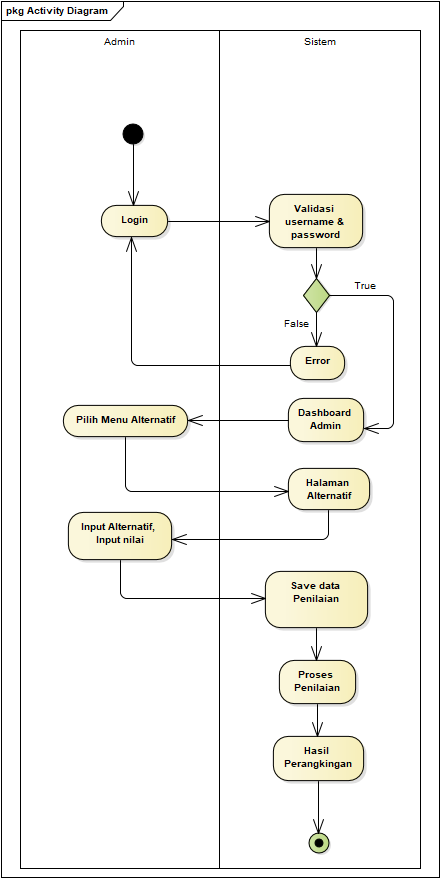 pkg Activity Diagram
Admin
Sistem
Login
Validasi
username &
password
True
False
Error
Dashboard
Admin
Pilih Menu Alternatif
Halaman
Alternatif
Input Alternatif,
Input nilai
Save data
Penilaian
Proses
Penilaian
Hasil
Perangkingan